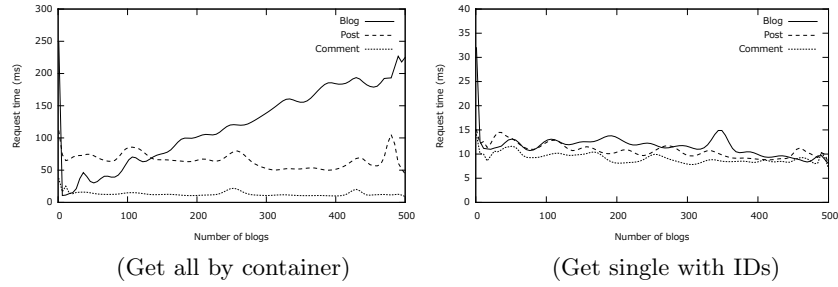 300
250
200
150
100
50
0
Request time (ms)
Blog
Post
Comment
0 100 200 300 400 500
Number of blogs
(Get all by container)
40
35
30
25
20
15
10
5
0
Request time (ms)
Blog
Post
Comment
0 100 200 300 400 500
Number of blogs
(Get single with IDs)